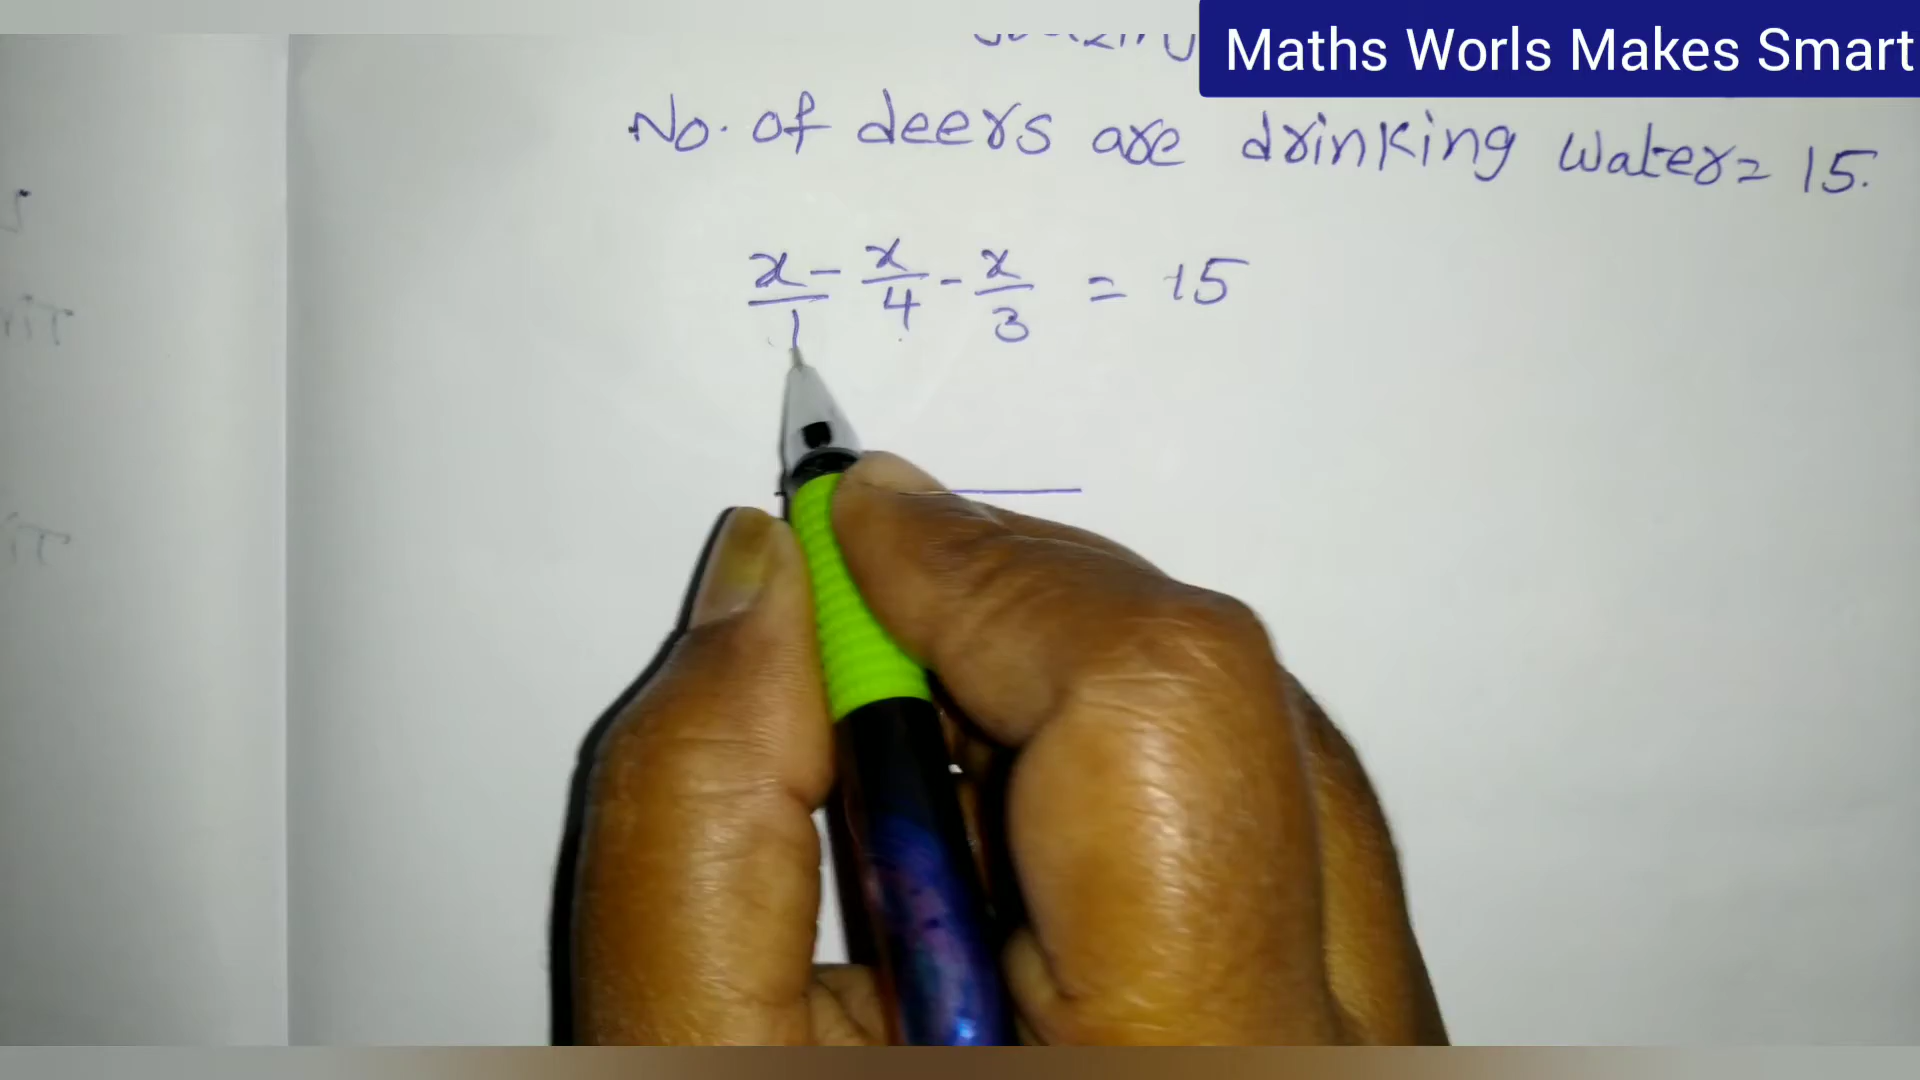 Maths Worls Makes Smart
No. of deers are drinking water = 15.
x/1 - x/4 - x/3 = 15